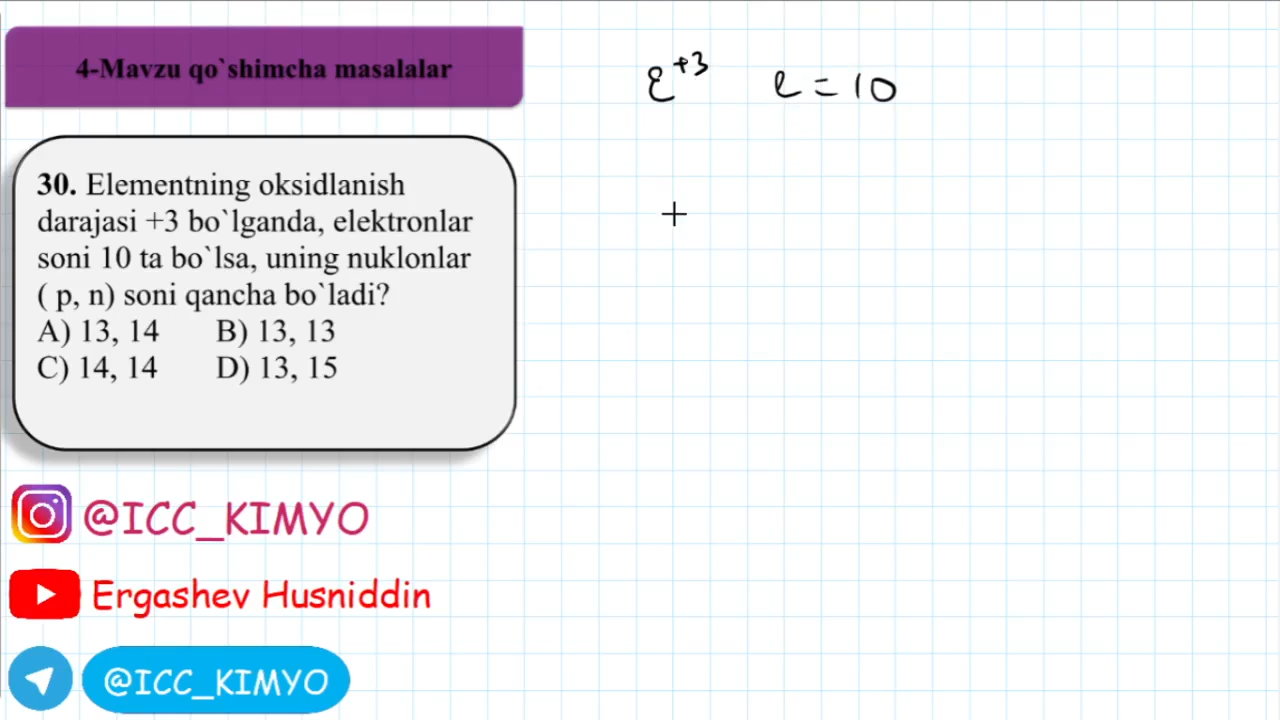 4-Mavzu qo`shimcha masalalar
ε⁺³ e = 10
30. Elementning oksidlanish
darajasi +3 bo`lganda, elektronlar
soni 10 ta bo`lsa, uning nuklonlar
( p, n) soni qancha bo`ladi?
A) 13, 14 B) 13, 13
C) 14, 14 D) 13, 15
@ICC_KIMYO
Ergashev Husniddin
@ICC_KIMYO